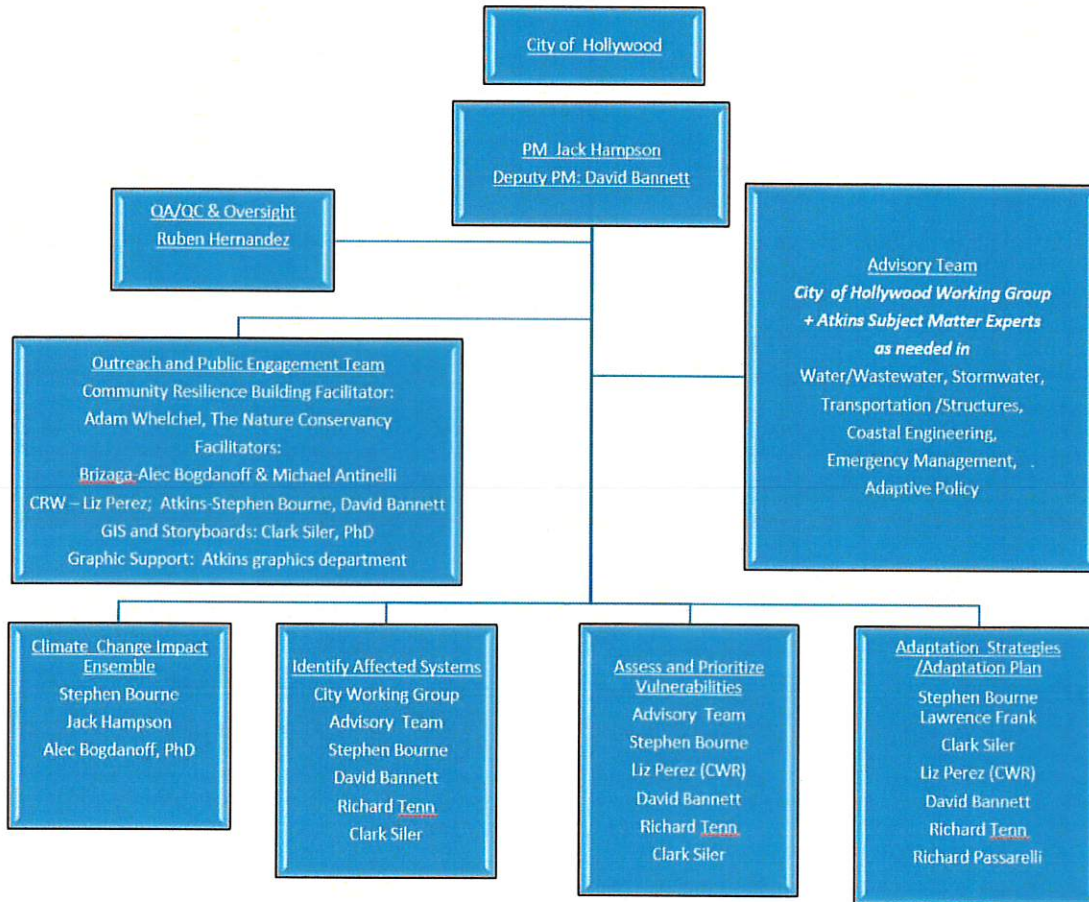 City of Hollywood
PM Jack Hampson
Deputy PM: David Bannett
QA/QC & Oversight
Ruben Hernandez
Advisory Team
City of Hollywood Working Group
+ Atkins Subject Matter Experts
as needed in
Water/Wastewater, Stormwater,
Transportation /Structures,
Coastal Engineering,
Emergency Management,
Adaptive Policy
Outreach and Public Engagement Team
Community Resilience Building Facilitator:
Adam Whelchel, The Nature Conservancy
Facilitators:
Brizaga-Alec Bogdanoff & Michael Antinelli
CRW – Liz Perez; Atkins-Stephen Bourne, David Bannett
GIS and Storyboards: Clark Siler, PhD
Graphic Support: Atkins graphics department
Climate Change Impact
Ensemble
Stephen Bourne
Jack Hampson
Alec Bogdanoff, PhD
Identify Affected Systems
City Working Group
Advisory Team
Stephen Bourne
David Bannett
Richard Tenn
Clark Siler
Assess and Prioritize
Vulnerabilities
Advisory Team
Stephen Bourne
Liz Perez (CWR)
David Bannett
Richard Tenn
Clark Siler
Adaptation Strategies
/Adaptation Plan
Stephen Bourne
Lawrence Frank
Clark Siler
Liz Perez (CWR)
David Bannett
Richard Tenn
Richard Passarelli